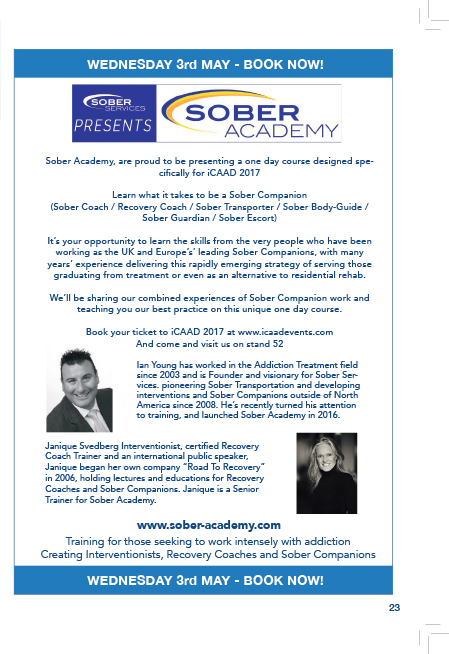 WEDNESDAY 3rd MAY - BOOK NOW!
SOBER
SERVICES
PRESENTS
SOBER
ACADEMY
Sober Academy, are proud to be presenting a one day course designed spe-
cifically for iCAAD 2017
Learn what it takes to be a Sober Companion
(Sober Coach / Recovery Coach / Sober Transporter / Sober Body-Guide /
Sober Guardian / Sober Escort)
It's your opportunity to learn the skills from the very people who have been
working as the UK and Europe's' leading Sober Companions, with many
years' experience delivering this rapidly emerging strategy of serving those
graduating from treatment or even as an alternative to residential rehab.
We'll be sharing our combined experiences of Sober Companion work and
teaching you our best practice on this unique one day course.
Book your ticket to iCAAD 2017 at www.icaadevents.com
And come and visit us on stand 52
Ian Young has worked in the Addiction Treatment field
since 2003 and is Founder and visionary for Sober Ser-
vices. pioneering Sober Transportation and developing
interventions and Sober Companions outside of North
America since 2008. He's recently turned his attention
to training, and launched Sober Academy in 2016.
Janique Svedberg Interventionist, certified Recovery
Coach Trainer and an international public speaker,
Janique began her own company "Road To Recovery"
in 2006, holding lectures and educations for Recovery
Coaches and Sober Companions. Janique is a Senior
Trainer for Sober Academy.
www.sober-academy.com
Training for those seeking to work intensely with addiction
Creating Interventionists, Recovery Coaches and Sober Companions
WEDNESDAY 3rd MAY - BOOK NOW!
23